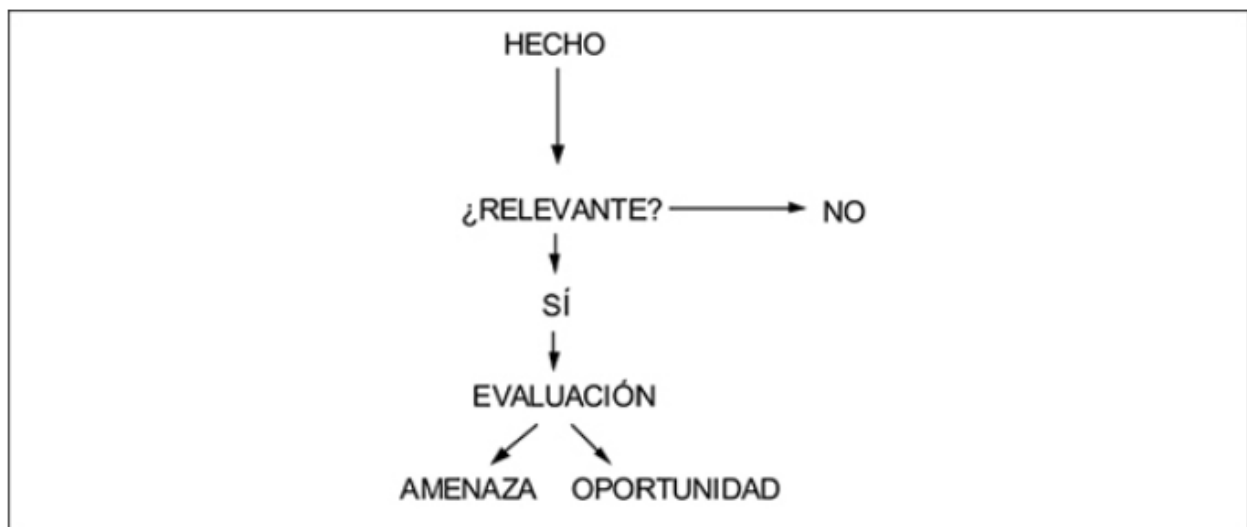 HECHO
¿RELEVANTE? NO
SÍ
EVALUACIÓN
AMENAZA OPORTUNIDAD